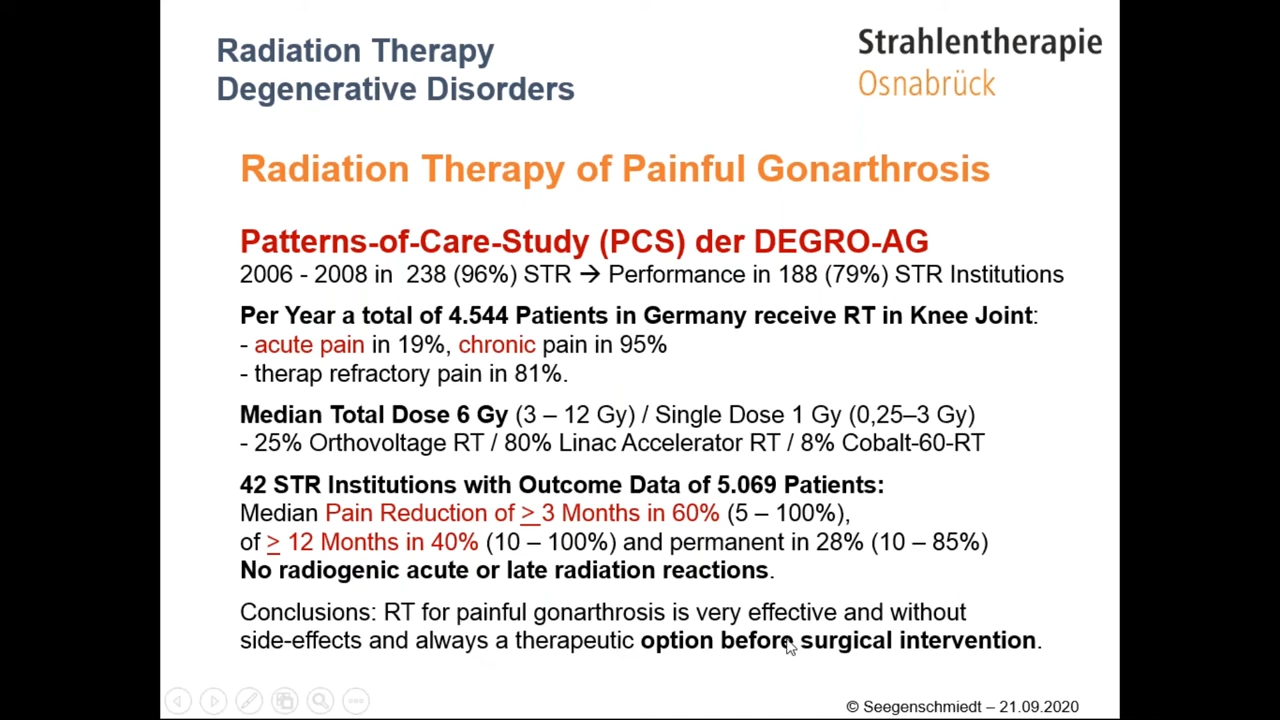 Radiation Therapy
Degenerative Disorders
Strahlentherapie
Osnabrück
Radiation Therapy of Painful Gonarthrosis
Patterns-of-Care-Study (PCS) der DEGRO-AG
2006 - 2008 in 238 (96%) STR → Performance in 188 (79%) STR Institutions
Per Year a total of 4.544 Patients in Germany receive RT in Knee Joint:
- acute pain in 19%, chronic pain in 95%
- therap refractory pain in 81%.
Median Total Dose 6 Gy (3 – 12 Gy) / Single Dose 1 Gy (0,25–3 Gy)
- 25% Orthovoltage RT / 80% Linac Accelerator RT / 8% Cobalt-60-RT
42 STR Institutions with Outcome Data of 5.069 Patients:
Median Pain Reduction of > 3 Months in 60% (5 – 100%),
of > 12 Months in 40% (10 – 100%) and permanent in 28% (10 – 85%)
No radiogenic acute or late radiation reactions.
Conclusions: RT for painful gonarthrosis is very effective and without
side-effects and always a therapeutic option before surgical intervention.
© Seegenschmiedt – 21.09.2020